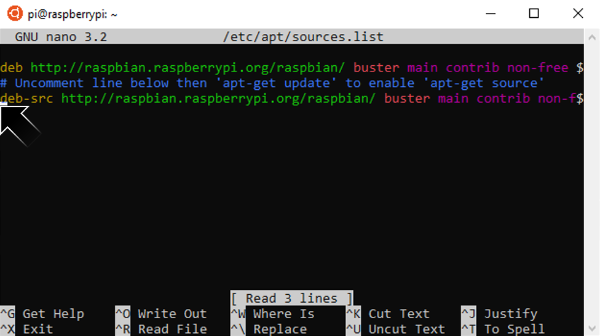 pi@raspberrypi: ~
GNU nano 3.2 /etc/apt/sources.list
deb http://raspbian.raspberrypi.org/raspbian/ buster main contrib non-free $
# Uncomment line below then 'apt-get update' to enable 'apt-get source'
deb-src http://raspbian.raspberrypi.org/raspbian/ buster main contrib non-f$
[ Read 3 lines ]
^G Get Help ^O Write Out ^W Where Is ^K Cut Text ^J Justify
^X Exit ^R Read File ^\ Replace ^U Uncut Text ^T To Spell